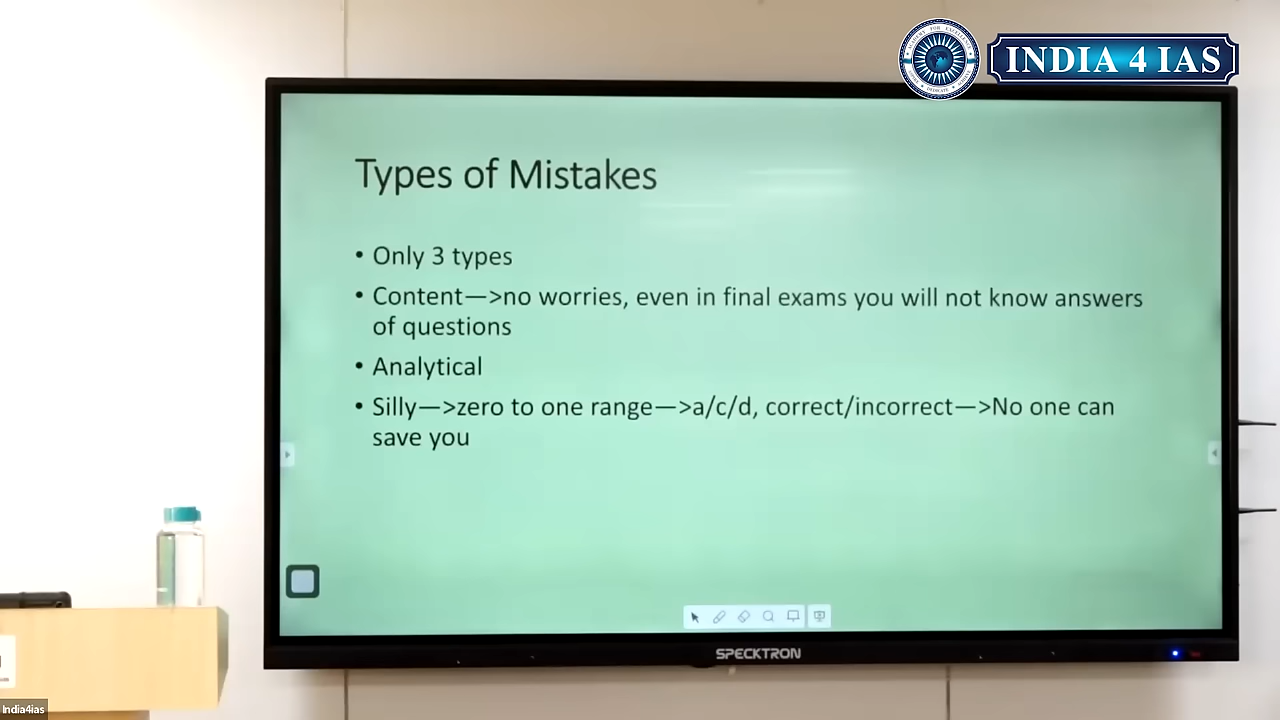 INDIA 4 IAS
Types of Mistakes
• Only 3 types
• Content—>no worries, even in final exams you will not know answers
of questions
• Analytical
• Silly—>zero to one range—>a/c/d, correct/incorrect—>No one can
save you
SPECKTRON
India4ias